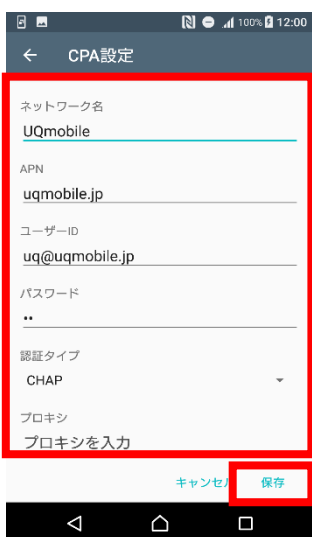 100% 12:00
CPA設定
ネットワーク名
UQmobile
APN
uqmobile.jp
ユーザーID
uq@uqmobile.jp
パスワード
••
認証タイプ
CHAP
プロキシ
プロキシを入力
キャンセル 保存